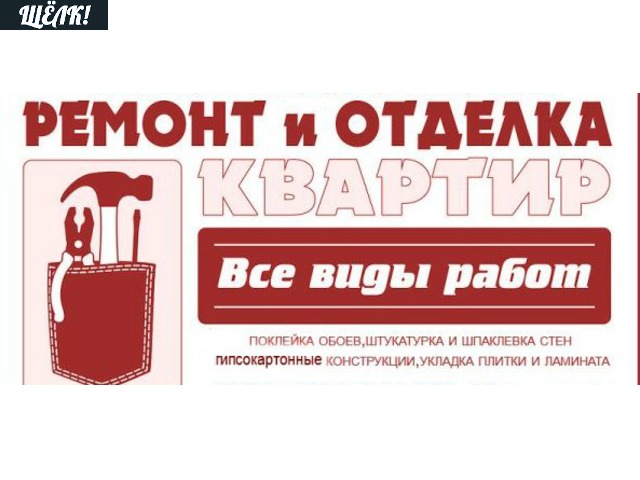 ЩЁЛК!
РЕМОНТ и ОТДЕЛКА
КВАРТИР
Все виды работ
ПОКЛЕЙКА ОБОЕВ,ШТУКАТУРКА И ШПАКЛЕВКА СТЕН
гипсокартонные КОНСТРУКЦИИ,УКЛАДКА ПЛИТКИ И ЛАМИНАТА